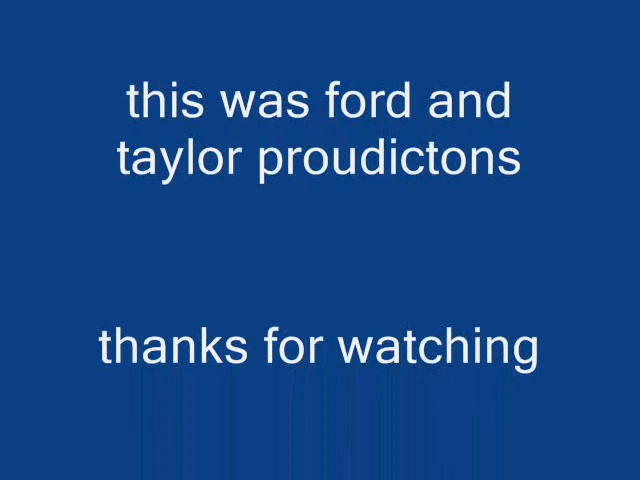 this was ford and
taylor proudictons
thanks for watching